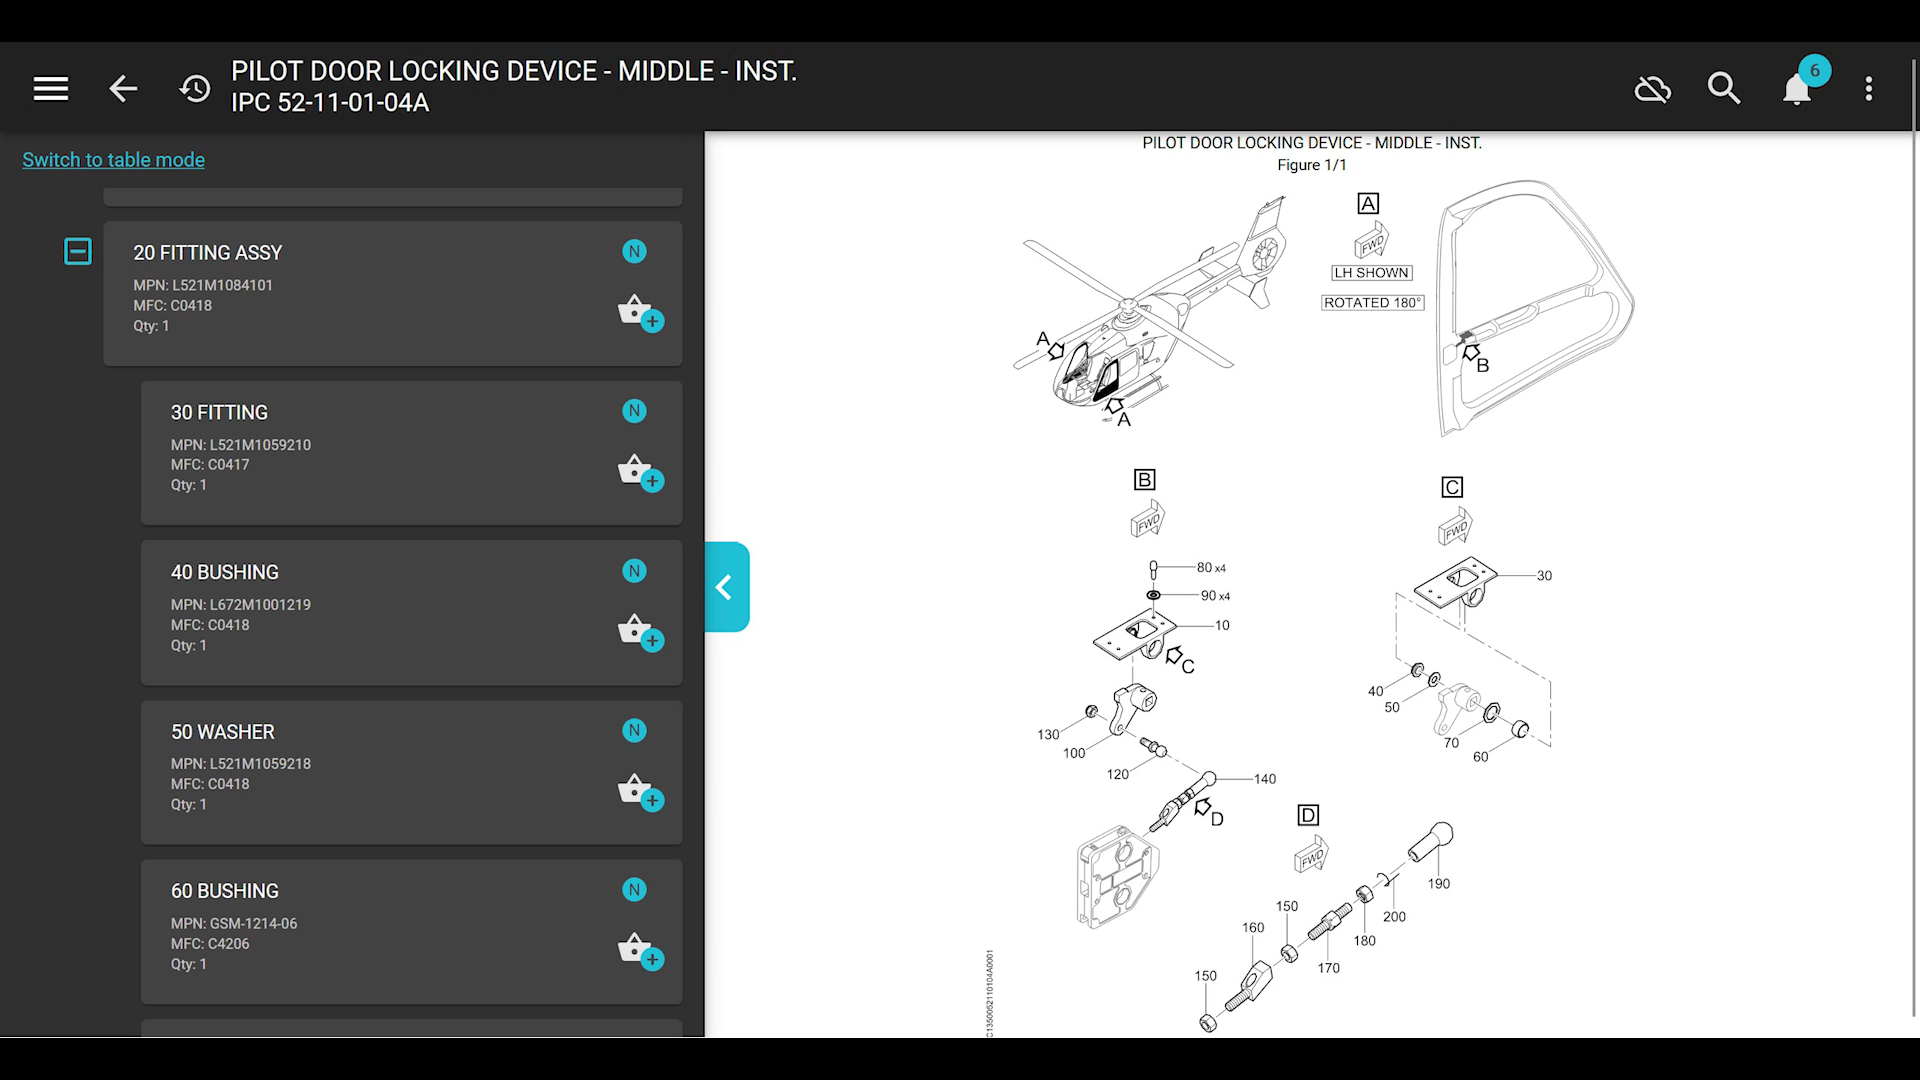 PILOT DOOR LOCKING DEVICE - MIDDLE - INST.
IPC 52-11-01-04A
6
Switch to table mode
20 FITTING ASSY
N
MPN: L521M1084101
MFC: C0418
Qty: 1
30 FITTING
N
MPN: L521M1059210
MFC: C0417
Qty: 1
40 BUSHING
N
MPN: L672M1001219
MFC: C0418
Qty: 1
50 WASHER
N
MPN: L521M1059218
MFC: C0418
Qty: 1
60 BUSHING
N
MPN: GSM-1214-06
MFC: C4206
Qty: 1
PILOT DOOR LOCKING DEVICE - MIDDLE - INST.
Figure 1/1
A
FWD
LH SHOWN
ROTATED 180°
A
A
B
B
FWD
80 x4
90 x4
10
C
130
100
120
140
D
C
FWD
30
40
50
70
60
D
FWD
190
200
180
150
170
160
150
C13500521101​04A0001